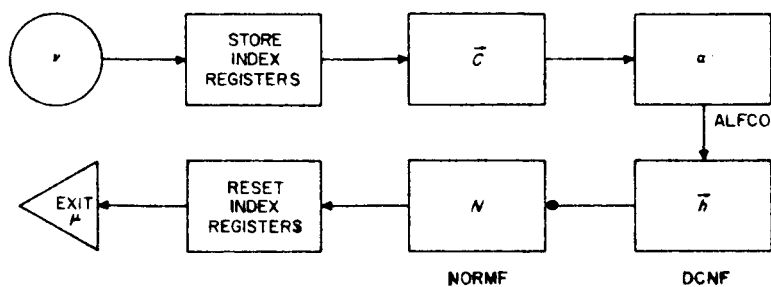 ν
STORE
INDEX
REGISTERS
C⃗
α
ALFCO
EXIT
μ
RESET
INDEX
REGISTERS
N
h⃗
NORMF
DCNF